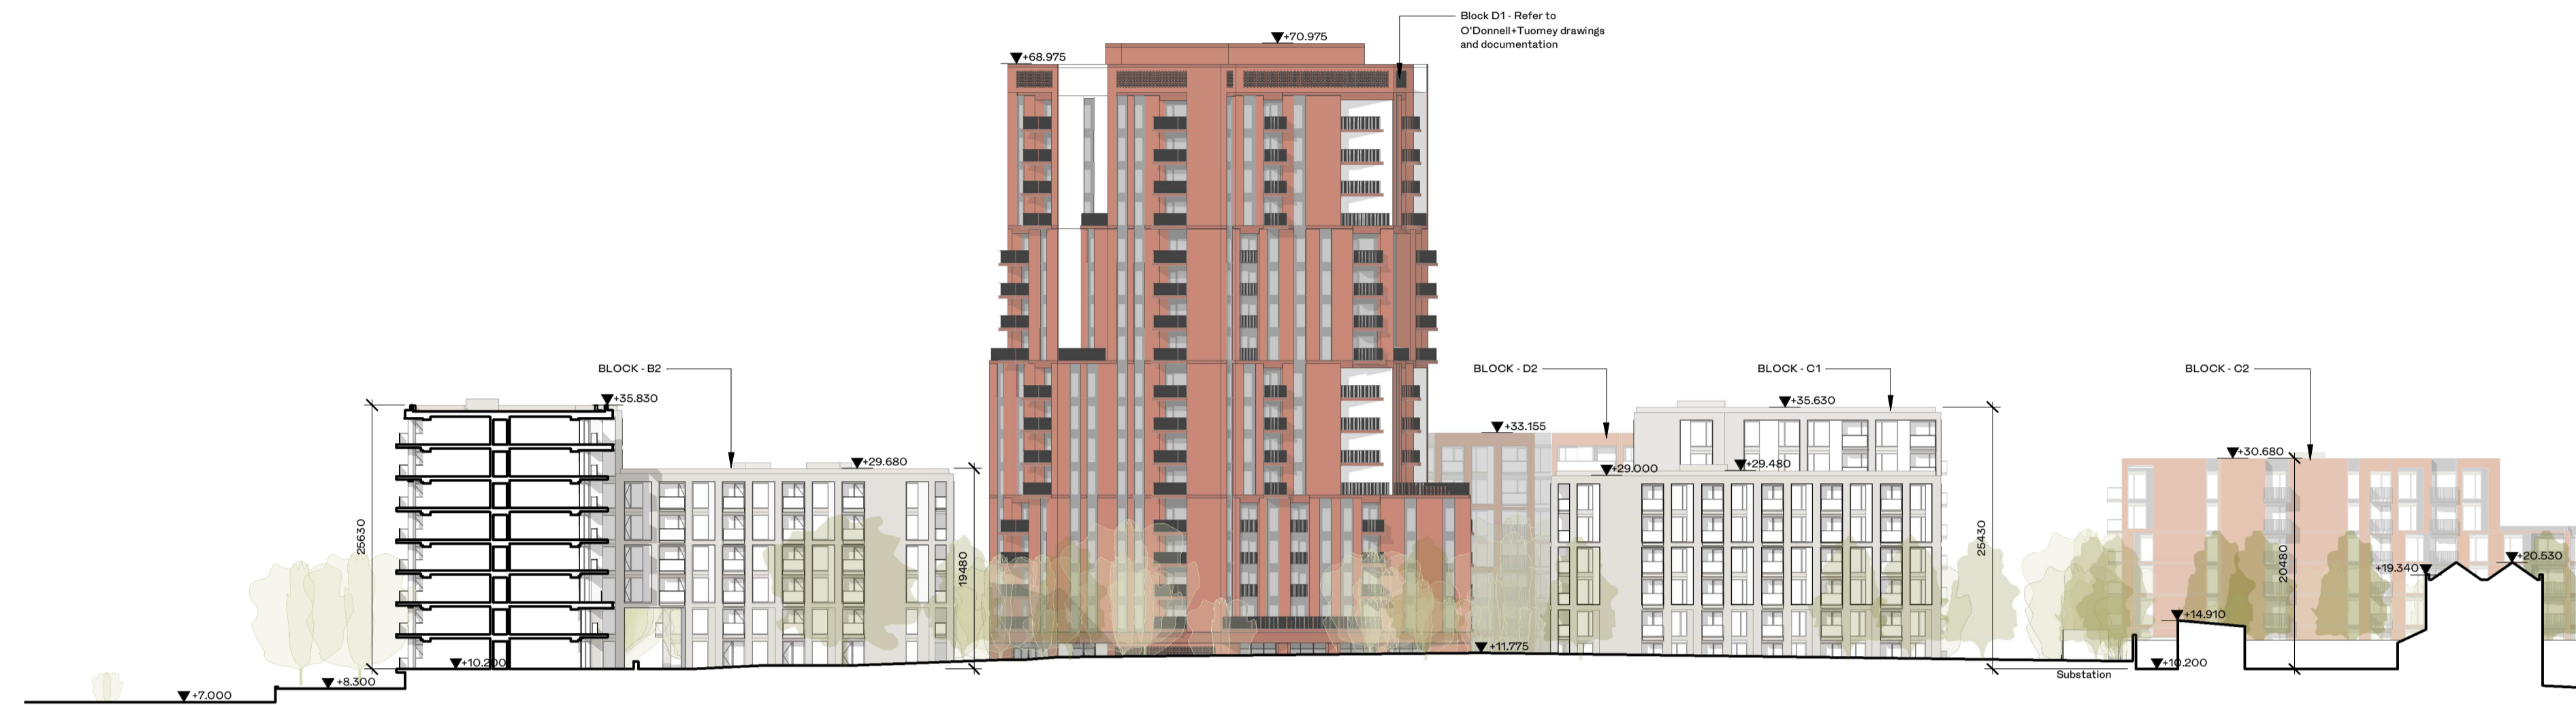 Block D1 - Refer to
O'Donnell+Tuomey drawings
and documentation
+70.975
+68.975
BLOCK - B2
BLOCK - D2
BLOCK - C1
BLOCK - C2
+35.830
+35.630
+33.155
+29.680
+29.000
+29.480
+30.680
25630
19480
25430
20480
+20.530
+19.340
+14.910
+11.775
+10.200
+10.200
Substation
+8.300
+7.000